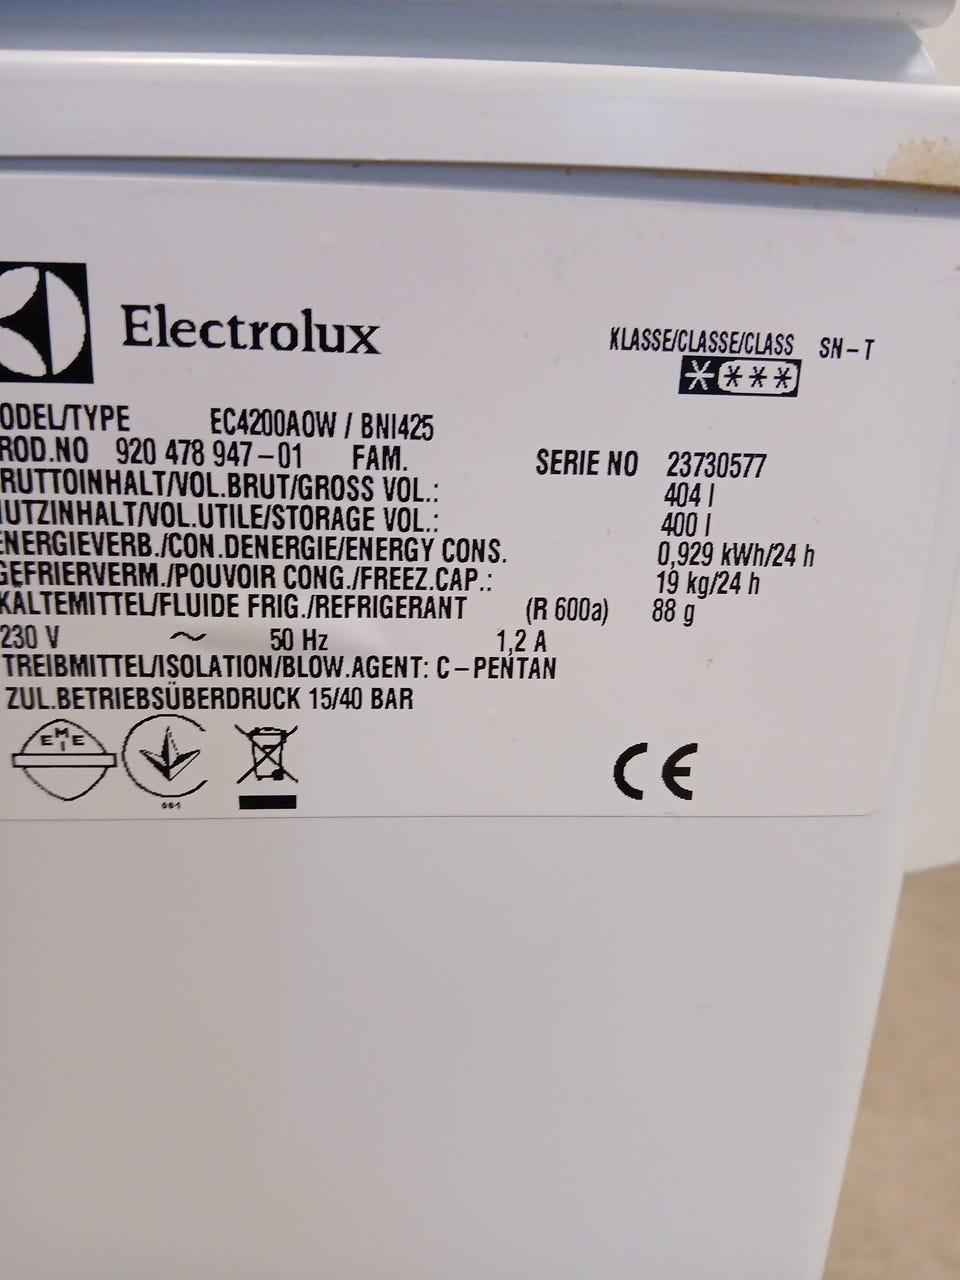 Electrolux
KLASSE/CLASSE/CLASS SN-T
ODEL/TYPE EC4200AOW / BNI425
ROD.NO 920 478 947-01 FAM. SERIE NO 23730577
RUTTOINHALT/VOL.BRUT/GROSS VOL.: 404 l
UTZINHALT/VOL.UTILE/STORAGE VOL.: 400 l
ENERGIEVERB./CON.DENERGIE/ENERGY CONS. 0,929 kWh/24 h
GEFRIERVERM./POUVOIR CONG./FREEZ.CAP.: 19 kg/24 h
KALTEMITTEL/FLUIDE FRIG./REFRIGERANT (R 600a) 88 g
230 V ~ 50 Hz 1,2 A
TREIBMITTEL/ISOLATION/BLOW.AGENT: C-PENTAN
ZUL.BETRIEBSÜBERDRUCK 15/40 BAR
EMIE
CE